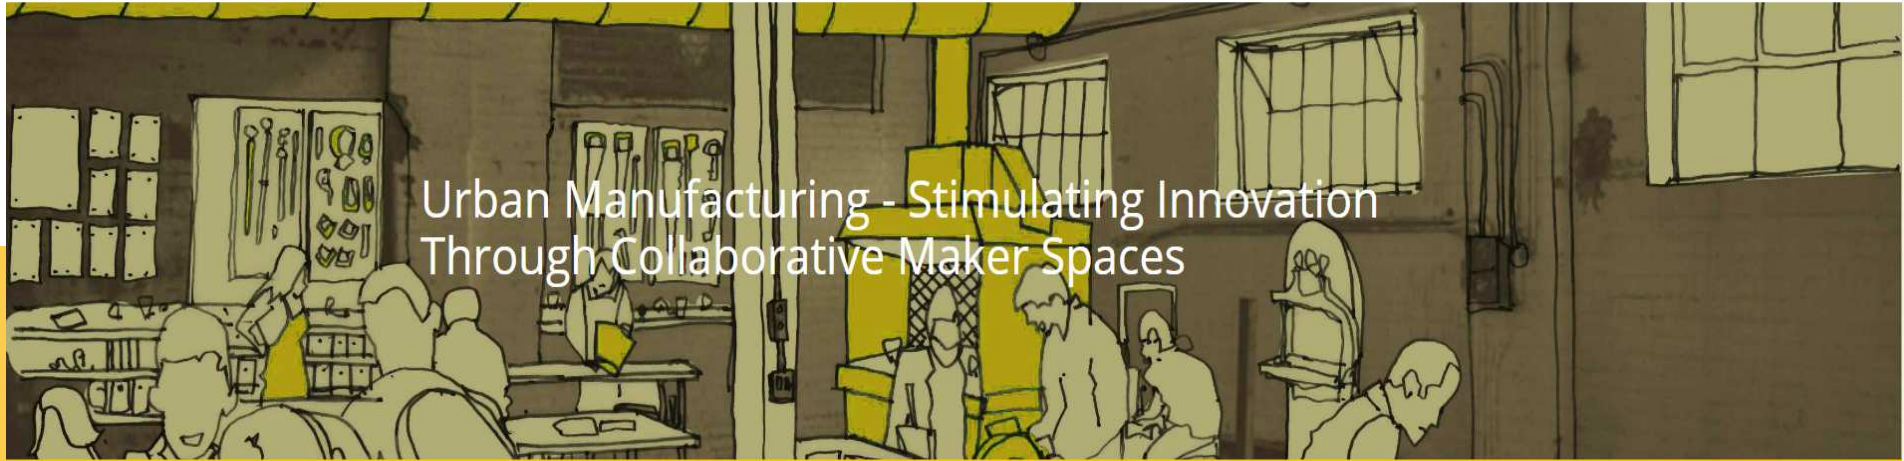 Urban Manufacturing - Stimulating Innovation
Through Collaborative Maker Spaces